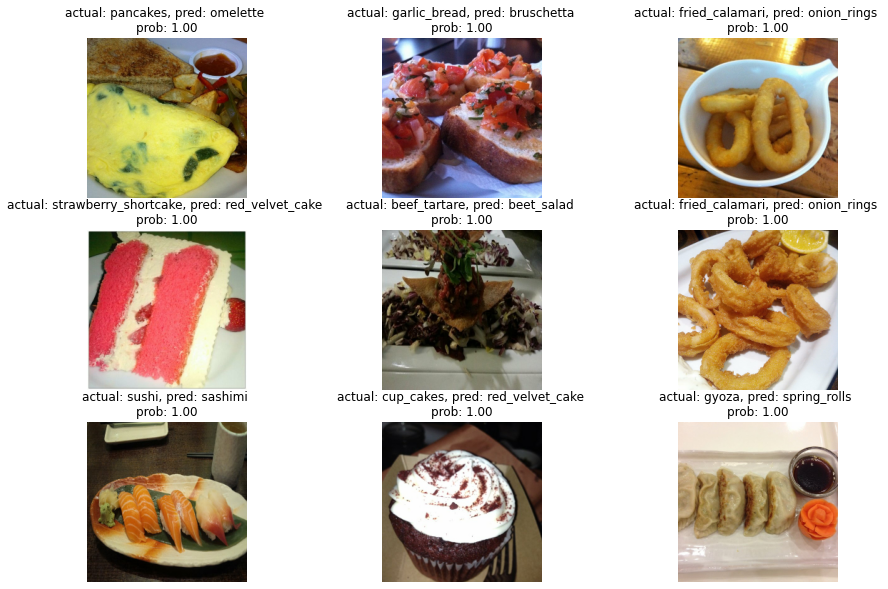 actual: pancakes, pred: omelette
prob: 1.00
actual: garlic_bread, pred: bruschetta
prob: 1.00
actual: fried_calamari, pred: onion_rings
prob: 1.00
actual: strawberry_shortcake, pred: red_velvet_cake
prob: 1.00
actual: beef_tartare, pred: beet_salad
prob: 1.00
actual: fried_calamari, pred: onion_rings
prob: 1.00
actual: sushi, pred: sashimi
prob: 1.00
actual: cup_cakes, pred: red_velvet_cake
prob: 1.00
actual: gyoza, pred: spring_rolls
prob: 1.00